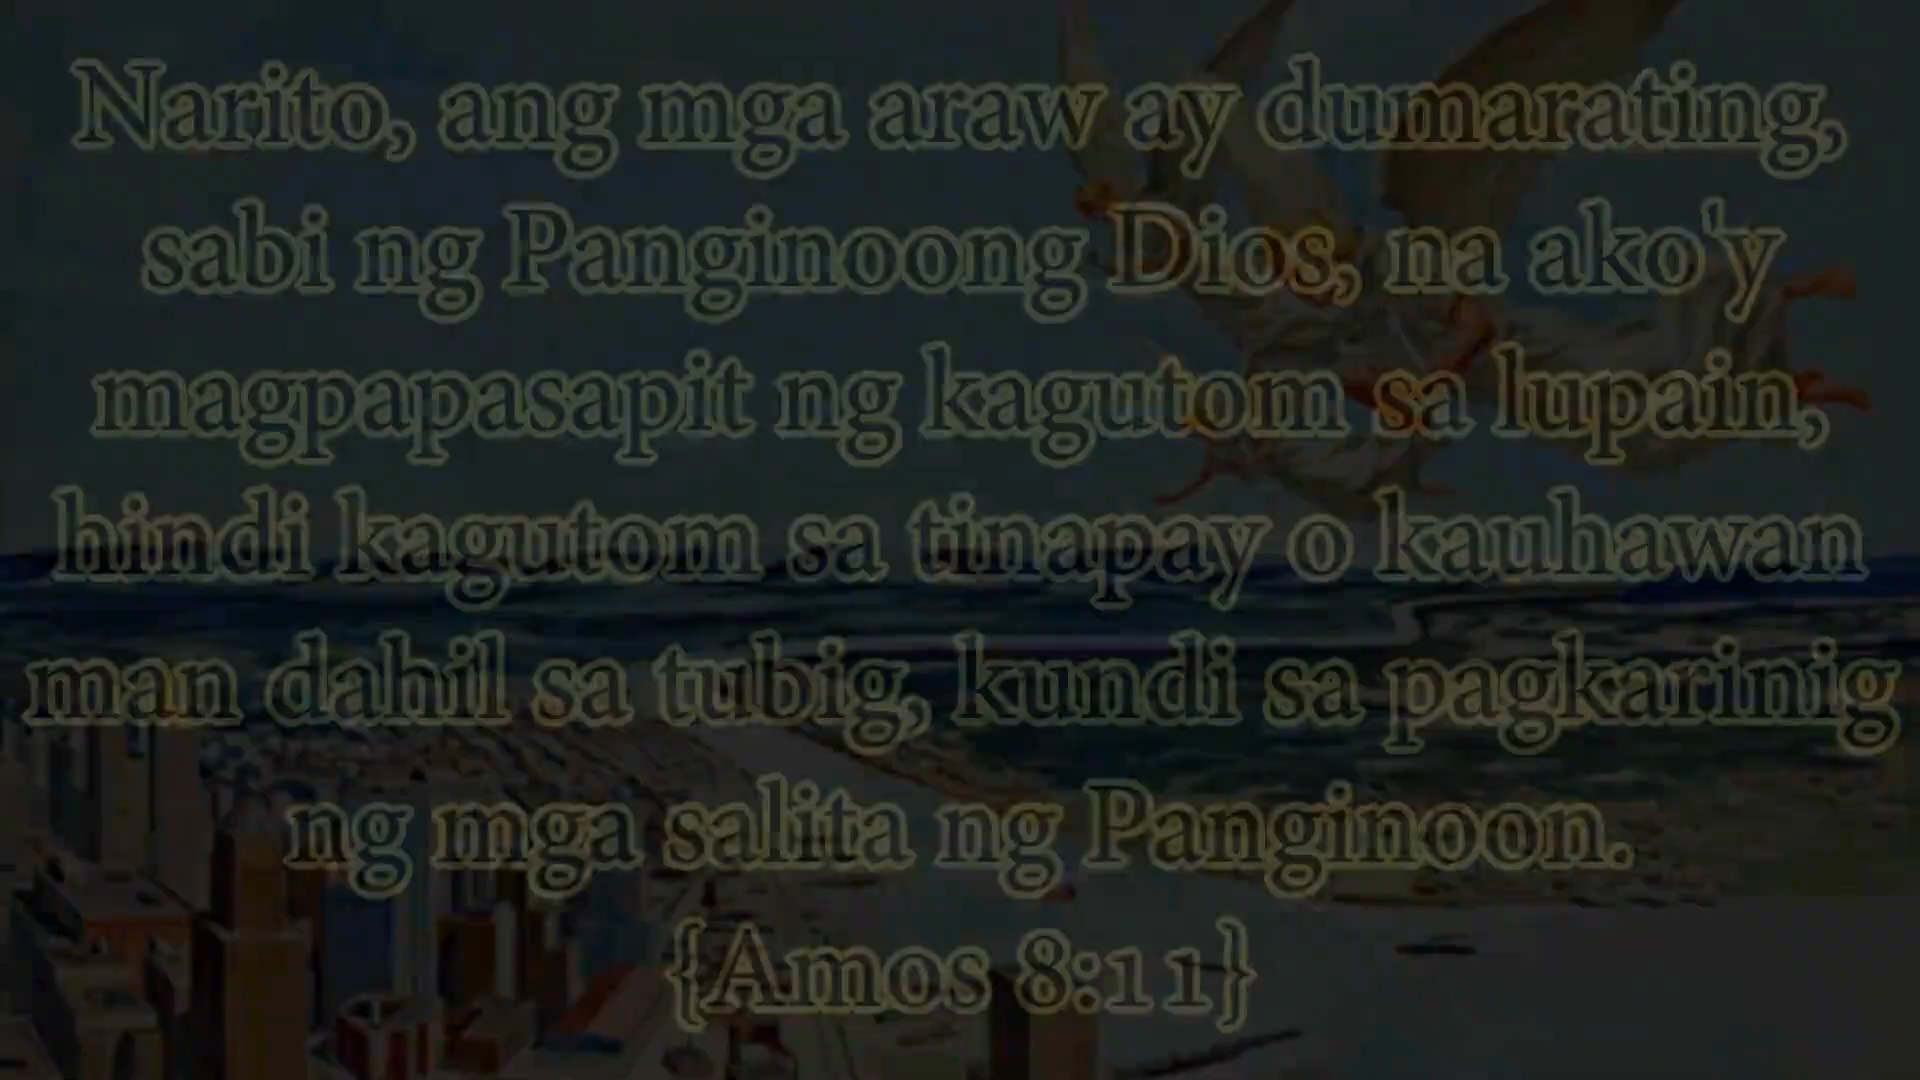 Narito, ang mga araw ay dumarating,
sabi ng Panginoong Dios, na ako'y
magpapasapit ng kagutom sa lupain,
hindi kagutom sa tinapay o kauhawan
man dahil sa tubig, kundi sa pagkarinig
ng mga salita ng Panginoon.
{Amos 8:11}